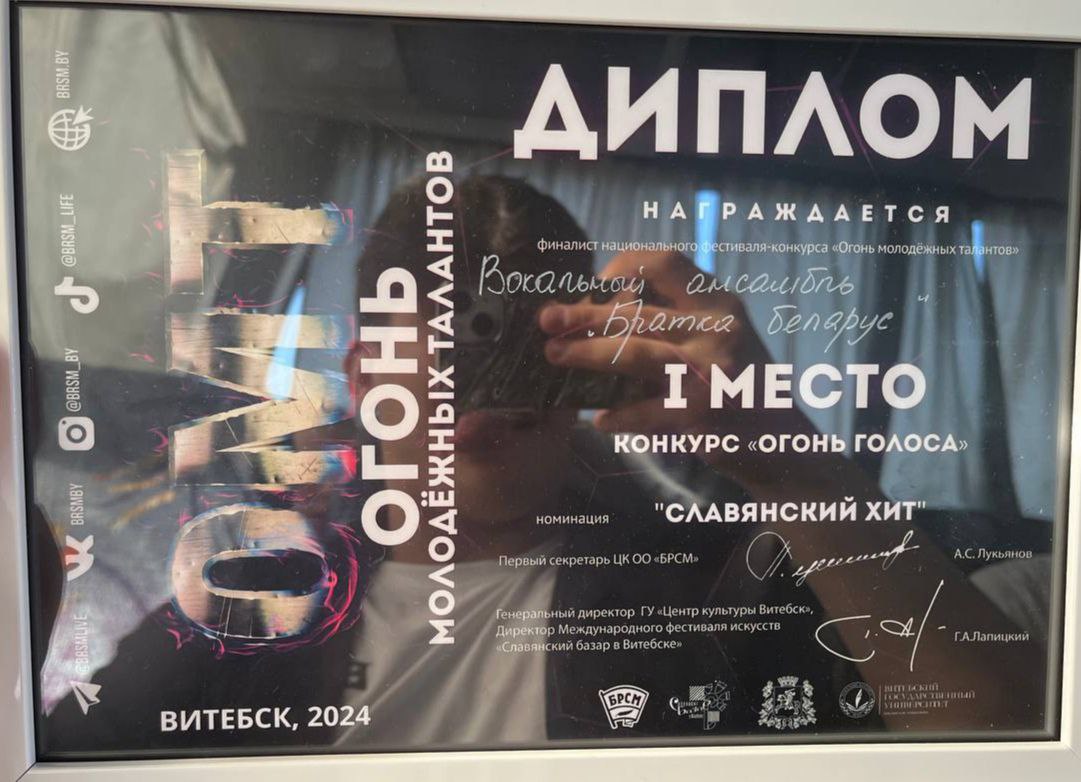 BRSM.BY
@BRSM_LIFE
@BRSM_BY
BRSMBY
@BRSMLIVE
ОМТ
ОГОНЬ
МОЛОДЁЖНЫХ ТАЛАНТОВ
ВИТЕБСК, 2024
ДИПЛОМ
НАГРАЖДАЕТСЯ
финалист национального фестиваля-конкурса «Огонь молодёжных талантов»
Вокальный ансамбль
„Братка беларус"
I МЕСТО
КОНКУРС «ОГОНЬ ГОЛОСА»
номинация "СЛАВЯНСКИЙ ХИТ"
Первый секретарь ЦК ОО «БРСМ» А.С. Лукьянов
Генеральный директор ГУ «Центр культуры Витебск»,
Директор Международного фестиваля искусств
«Славянский базар в Витебске» Г.А.Лапицкий
БРСМ
ВИТЕБСКИЙ
ГОСУДАРСТВЕННЫЙ
УНИВЕРСИТЕТ